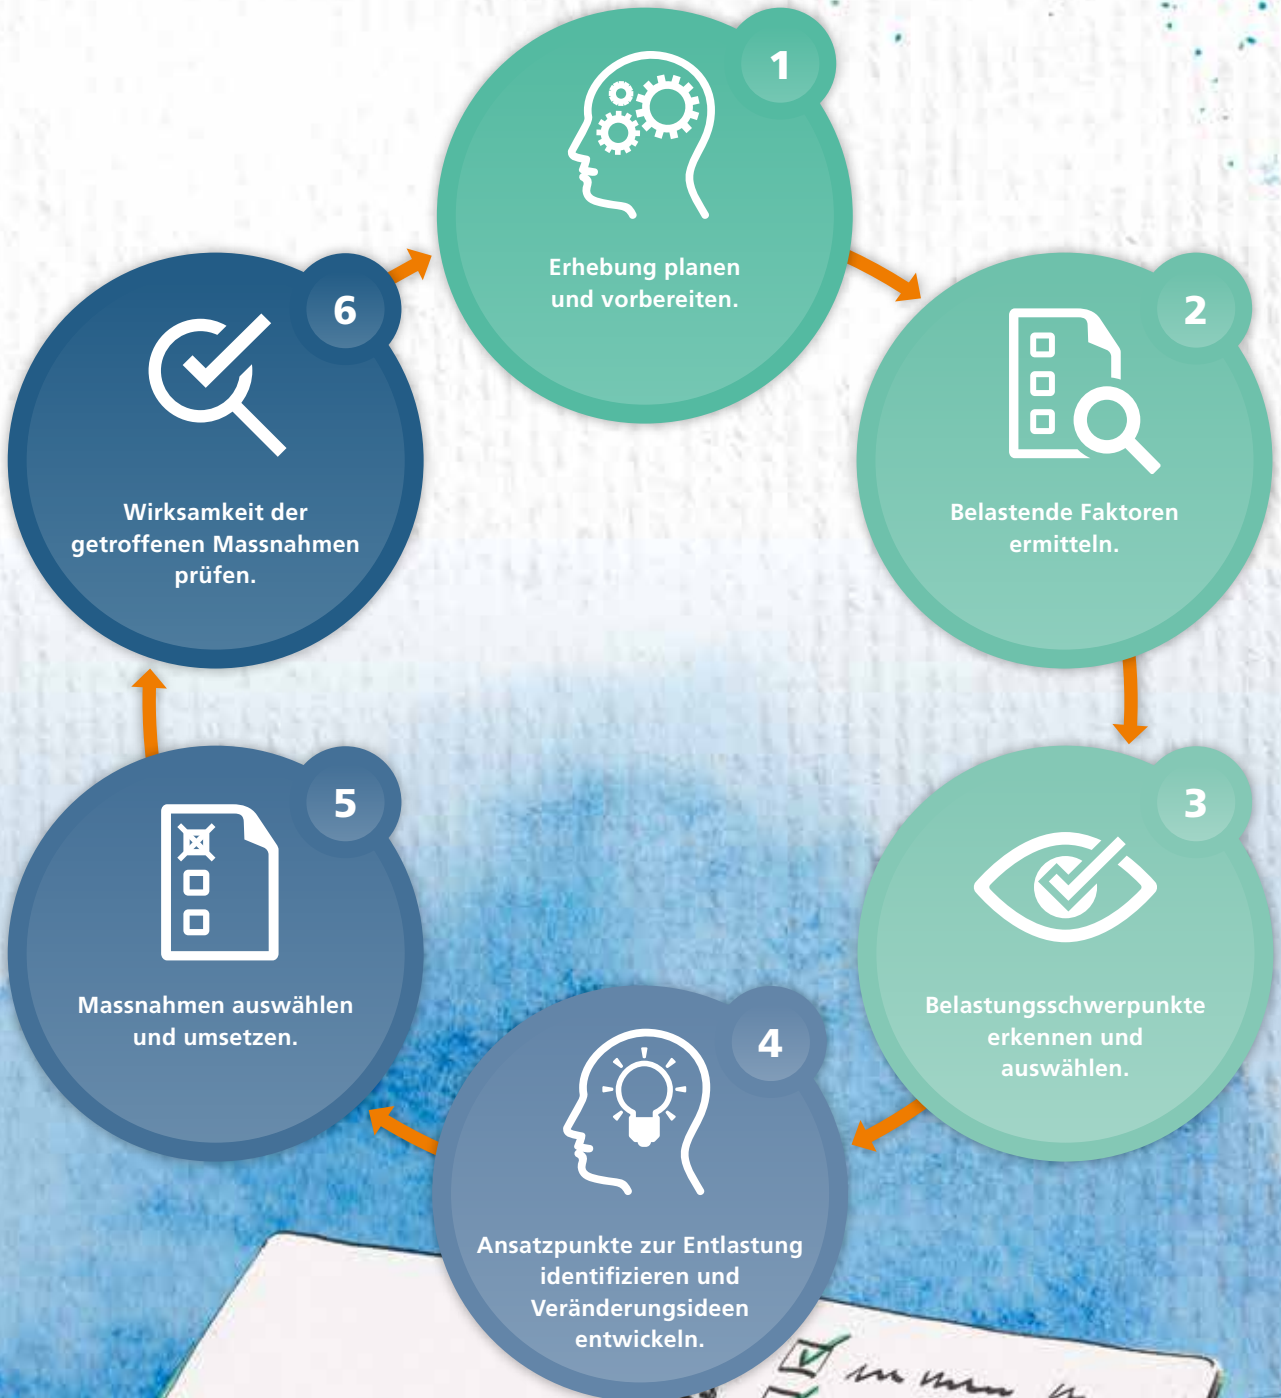 1
Erhebung planen
und vorbereiten.
2
Belastende Faktoren
ermitteln.
3
Belastungsschwerpunkte
erkennen und
auswählen.
4
Ansatzpunkte zur Entlastung
identifizieren und
Veränderungsideen
entwickeln.
5
Massnahmen auswählen
und umsetzen.
6
Wirksamkeit der
getroffenen Massnahmen
prüfen.